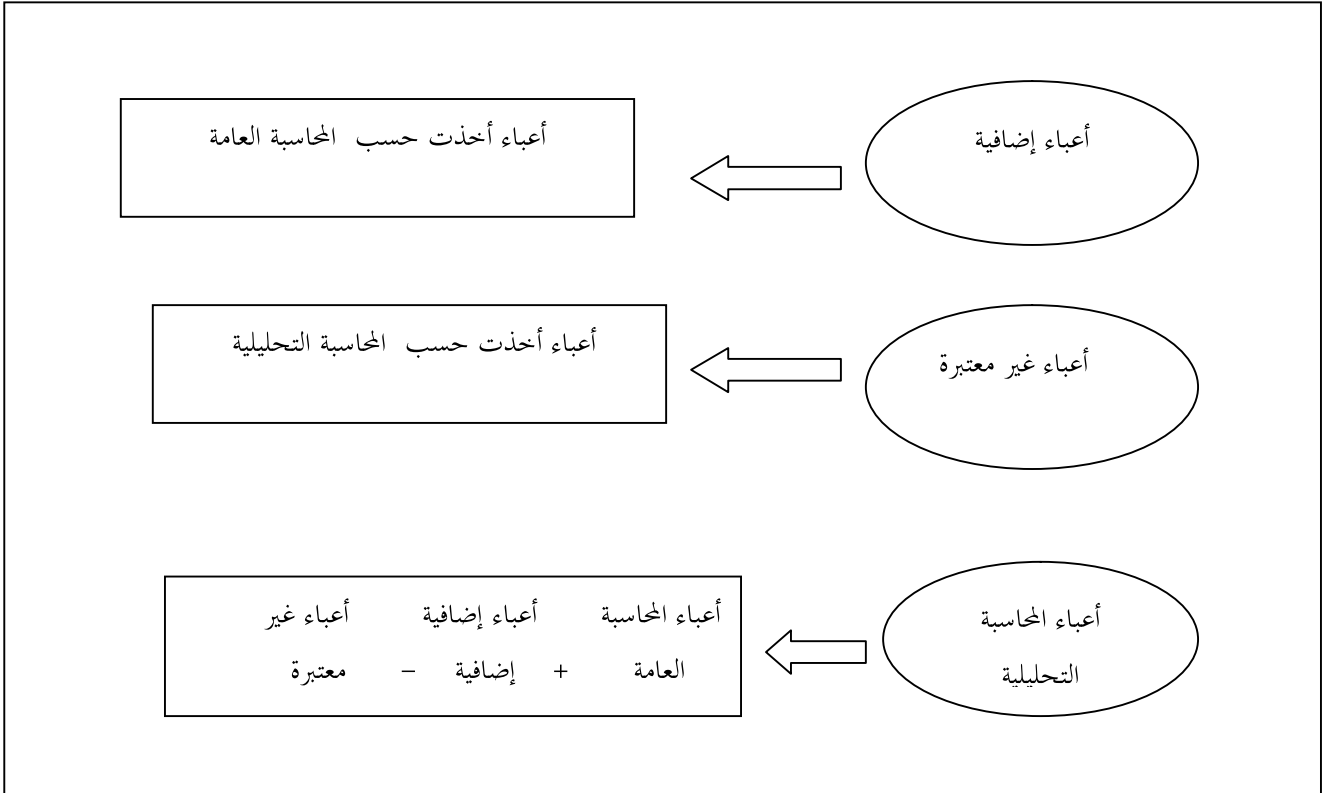 أعباء إضافية
أعباء أخذت حسب المحاسبة العامة
أعباء غير معتبرة
أعباء أخذت حسب المحاسبة التحليلية
أعباء المحاسبة
التحليلية
أعباء المحاسبة أعباء إضافية أعباء غير
العامة + إضافية – معتبرة